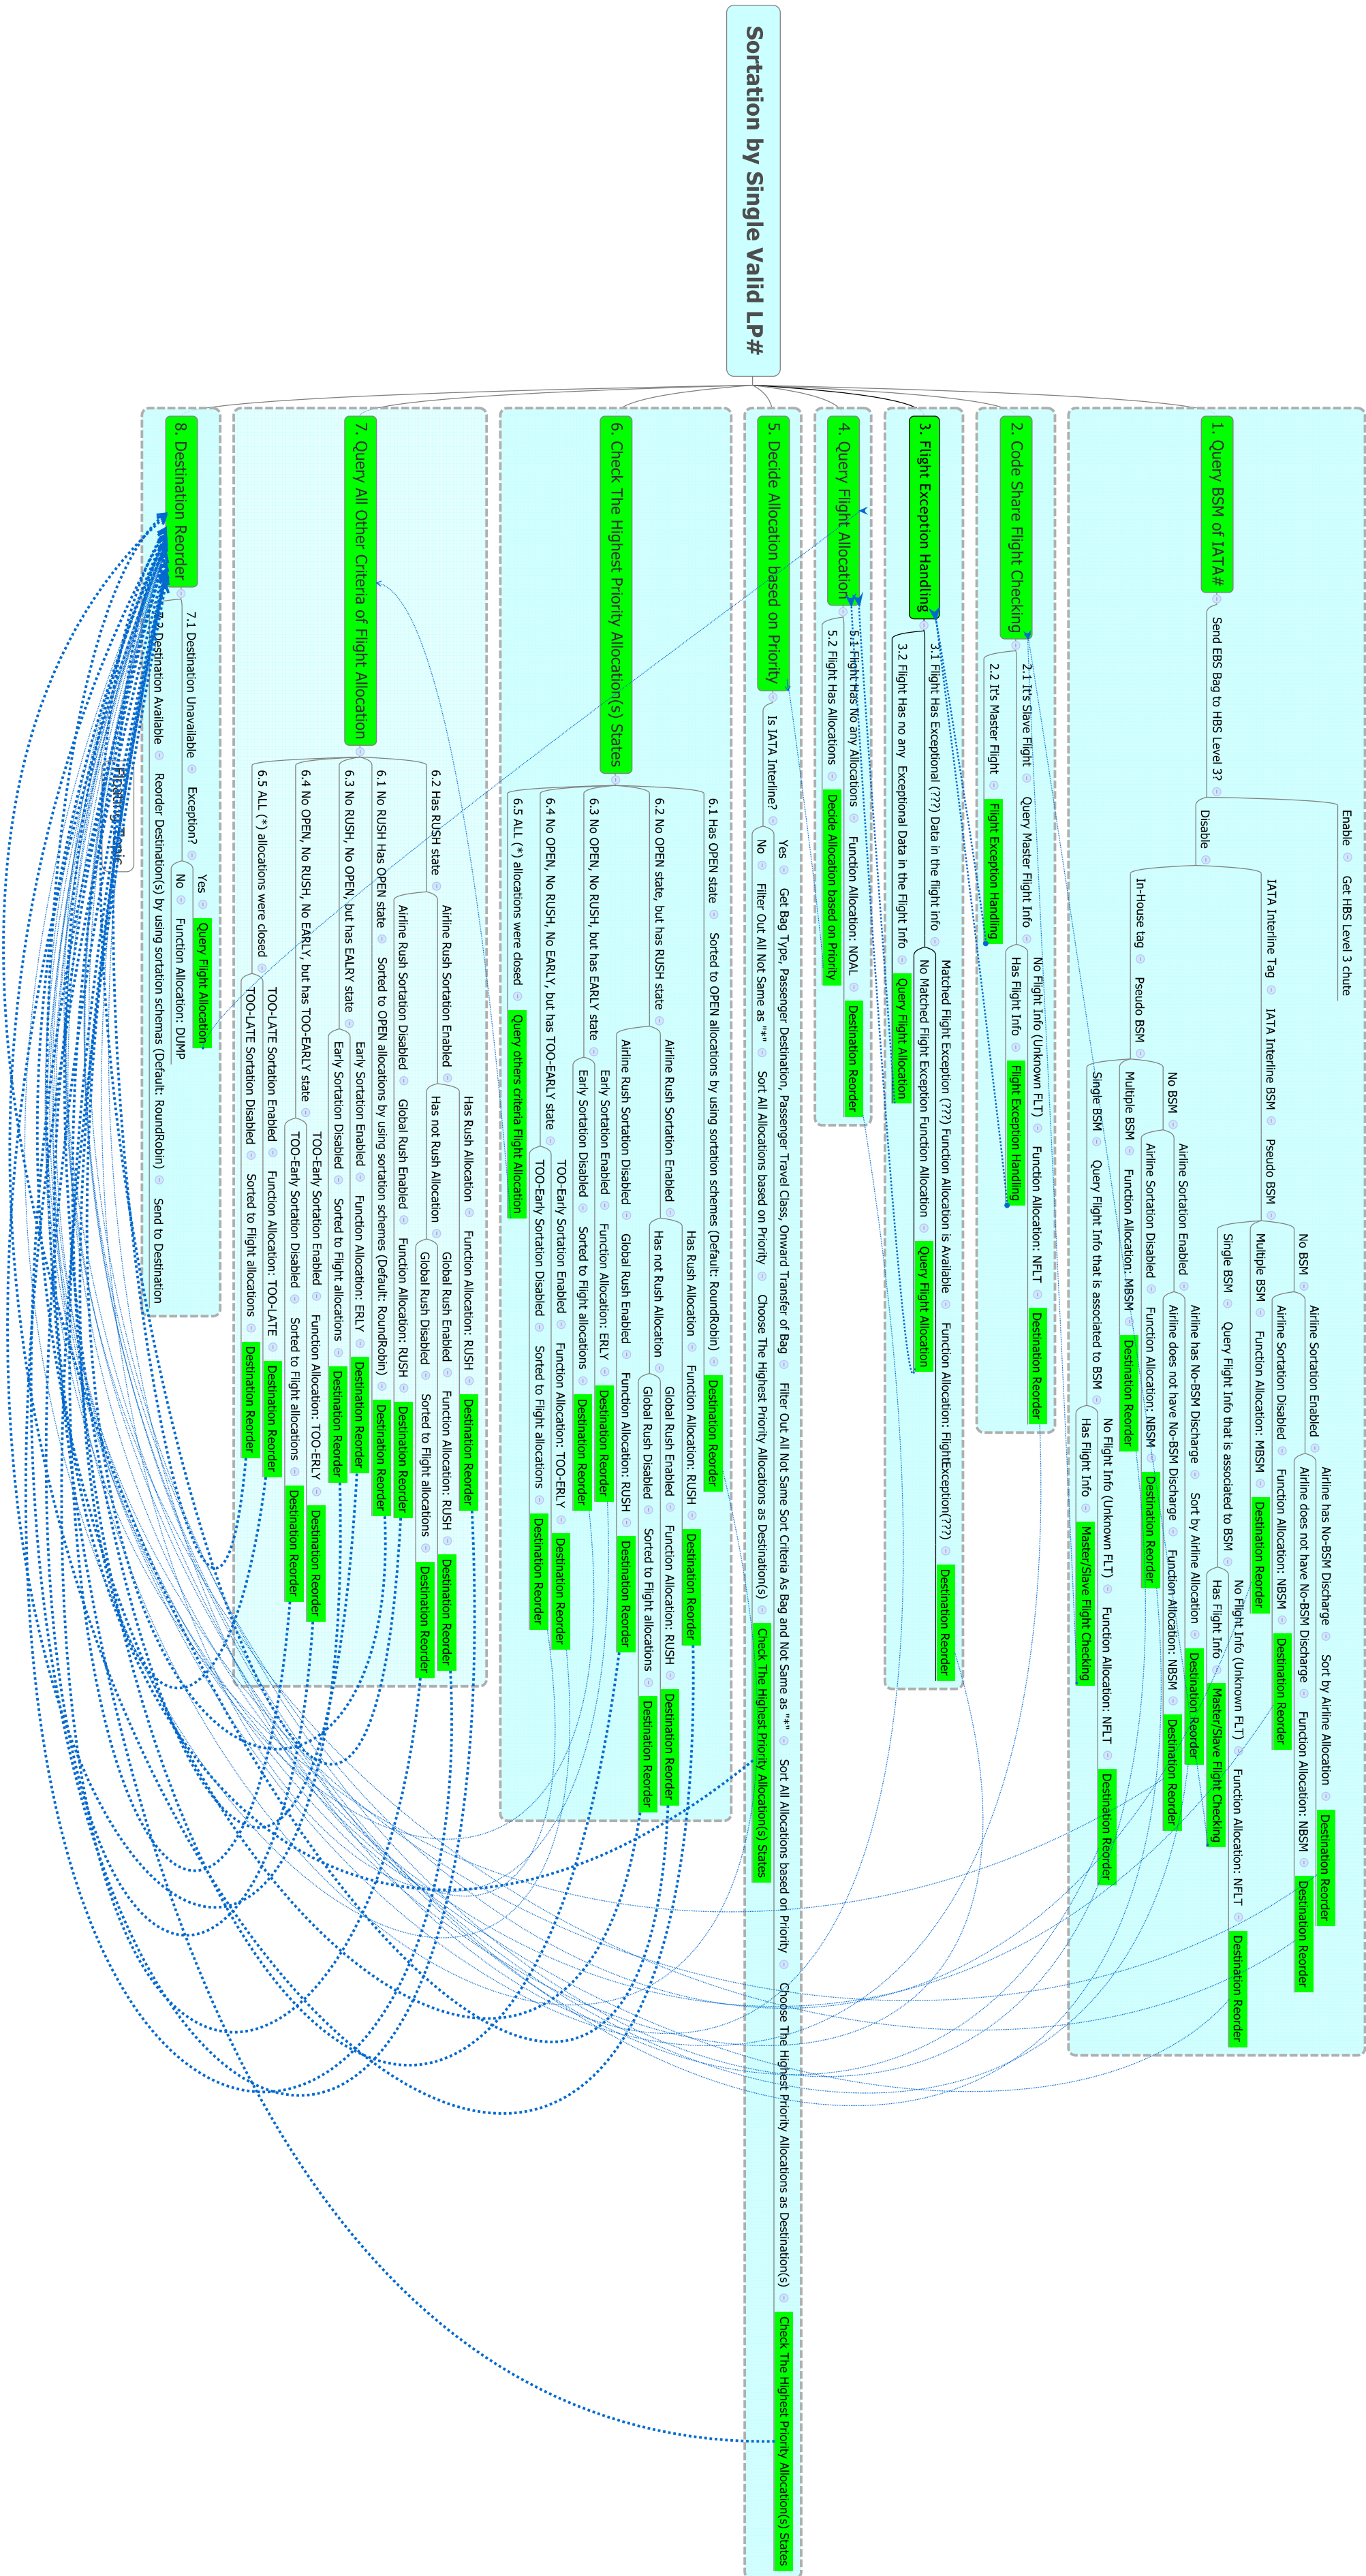 Sortation by Single Valid LP#
1. Query BSM of IATA#
Send EBS Bag to HBS Level 3?
Enable
Get HBS Level 3 chute
Disable
IATA Interline Tag
IATA Interline BSM
Pseudo BSM
No BSM
Airline Sortation Enabled
Airline has No-BSM Discharge
Sort by Airline Allocation
Destination Reorder
Airline does not have No-BSM Discharge
Function Allocation: NBSM
Destination Reorder
Airline Sortation Disabled
Function Allocation: NBSM
Destination Reorder
Multiple BSM
Function Allocation: MBSM
Destination Reorder
Single BSM
Query Flight Info that is associated to BSM
No Flight Info (Unknown FLT)
Function Allocation: NFLT
Destination Reorder
Has Flight Info
Master/Slave Flight Checking
In-House tag
Pseudo BSM
No BSM
Airline Sortation Enabled
Airline has No-BSM Discharge
Sort by Airline Allocation
Destination Reorder
Airline does not have No-BSM Discharge
Function Allocation: NBSM
Destination Reorder
Airline Sortation Disabled
Function Allocation: NBSM
Destination Reorder
Multiple BSM
Function Allocation: MBSM
Destination Reorder
Single BSM
Query Flight Info that is associated to BSM
No Flight Info (Unknown FLT)
Function Allocation: NFLT
Destination Reorder
Has Flight Info
Master/Slave Flight Checking
2. Code Share Flight Checking
2.1 It's Slave Flight
Query Master Flight Info
No Flight Info (Unknown FLT)
Function Allocation: NFLT
Destination Reorder
Has Flight Info
Flight Exception Handling
2.2 It's Master Flight
Flight Exception Handling
3. Flight Exception Handling
3.1 Flight Has Exceptional (???) Data in the flight info
Matched Flight Exception (???) Function Allocation is Available
Function Allocation: FlightException(???)
Destination Reorder
No Matched Flight Exception Function Allocation
Query Flight Allocation
3.2 Flight Has no any Exceptional Data in the Flight Info
Query Flight Allocation
4. Query Flight Allocation
5.1 Flight Has No any Allocations
Function Allocation: NOAL
Destination Reorder
5.2 Flight Has Allocations
Decide Allocation based on Priority
5. Decide Allocation based on Priority
Is IATA Interline?
Yes
Get Bag Type, Passenger Destination, Passenger Travel Class, Onward Transfer of Bag
Filter Out All Not Same Sort Criteria As Bag and Not Same as "*"
Sort All Allocations based on Priority
Choose The Highest Priority Allocations as Destination(s)
Check The Highest Priority Allocation(s) States
No
Filter Out All Not Same as "*"
Sort All Allocations based on Priority
Choose The Highest Priority Allocations as Destination(s)
Check The Highest Priority Allocation(s) States
6. Check The Highest Priority Allocation(s) States
6.1 Has OPEN state
Sorted to OPEN allocations by using sortation schemes (Default: RoundRobin)
Destination Reorder
6.2 No OPEN state, but has RUSH state
Airline Rush Sortation Enabled
Has Rush Allocation
Function Allocation: RUSH
Destination Reorder
Has not Rush Allocation
Global Rush Enabled
Function Allocation: RUSH
Destination Reorder
Global Rush Disabled
Sorted to Flight allocations
Destination Reorder
Airline Rush Sortation Disabled
Global Rush Enabled
Function Allocation: RUSH
Destination Reorder
6.3 No OPEN, No RUSH, but has EARLY state
Early Sortation Enabled
Function Allocation: ERLY
Destination Reorder
Early Sortation Disabled
Sorted to Flight allocations
Destination Reorder
6.4 No OPEN, No RUSH, No EARLY, but has TOO-EARLY state
TOO-Early Sortation Enabled
Function Allocation: TOO-ERLY
Destination Reorder
TOO-Early Sortation Disabled
Sorted to Flight allocations
Destination Reorder
6.5 ALL (*) allocations were closed
Query others criteria Flight Allocation
7. Query All Other Criteria of Flight Allocation
6.2 Has RUSH state
Airline Rush Sortation Enabled
Has Rush Allocation
Function Allocation: RUSH
Destination Reorder
Has not Rush Allocation
Global Rush Enabled
Function Allocation: RUSH
Destination Reorder
Global Rush Disabled
Sorted to Flight allocations
Destination Reorder
Airline Rush Sortation Disabled
Global Rush Enabled
Function Allocation: RUSH
Destination Reorder
6.1 No RUSH Has OPEN state
Sorted to OPEN allocations by using sortation schemes (Default: RoundRobin)
Destination Reorder
6.3 No RUSH, No OPEN, but has EALRY state
Early Sortation Enabled
Function Allocation: ERLY
Destination Reorder
Early Sortation Disabled
Sorted to Flight allocations
Destination Reorder
6.4 No OPEN, No RUSH, No EARLY, but has TOO-EARLY state
TOO-Early Sortation Enabled
Function Allocation: TOO-ERLY
Destination Reorder
TOO-Early Sortation Disabled
Sorted to Flight allocations
Destination Reorder
6.5 ALL (*) allocations were closed
TOO-LATE Sortation Enabled
Function Allocation: TOO-LATE
Destination Reorder
TOO-LATE Sortation Disabled
Sorted to Flight allocations
Destination Reorder
8. Destination Reorder
7.1 Destination Unavailable
Exception?
Yes
Query Flight Allocation
No
Function Allocation: DUMP
7.2 Destination Available
Reorder Destination(s) by using sortation schemas (Default: RoundRobin)
Send to Destination
Topic